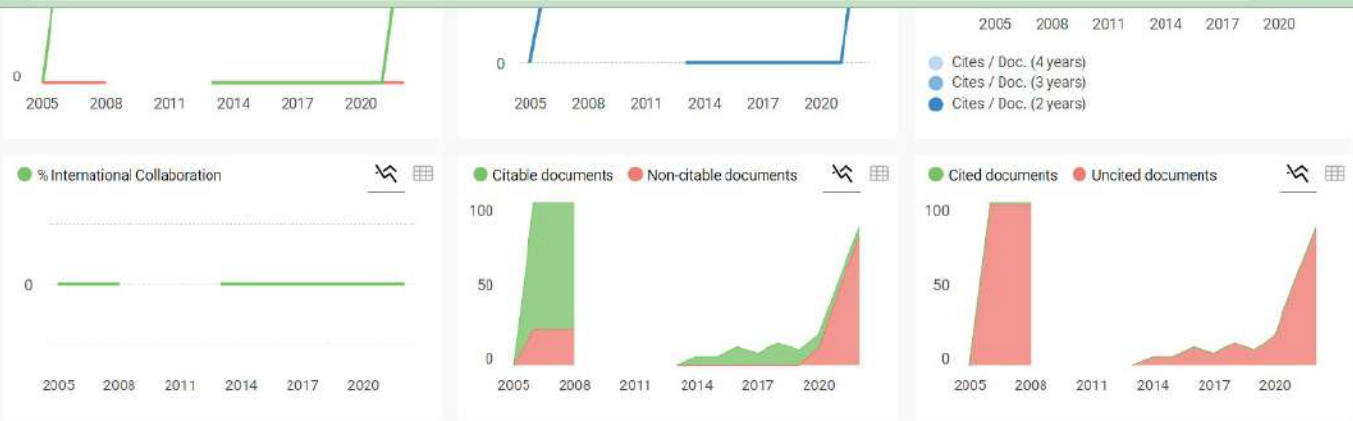 0
2005 2008 2011 2014 2017 2020
0
2005 2008 2011 2014 2017 2020
2005 2008 2011 2014 2017 2020
Cites / Doc. (4 years)
Cites / Doc. (3 years)
Cites / Doc. (2 years)
% International Collaboration
0
2005 2008 2011 2014 2017 2020
Citable documents Non-citable documents
100
50
0
2005 2008 2011 2014 2017 2020
Cited documents Uncited documents
100
50
0
2005 2008 2011 2014 2017 2020